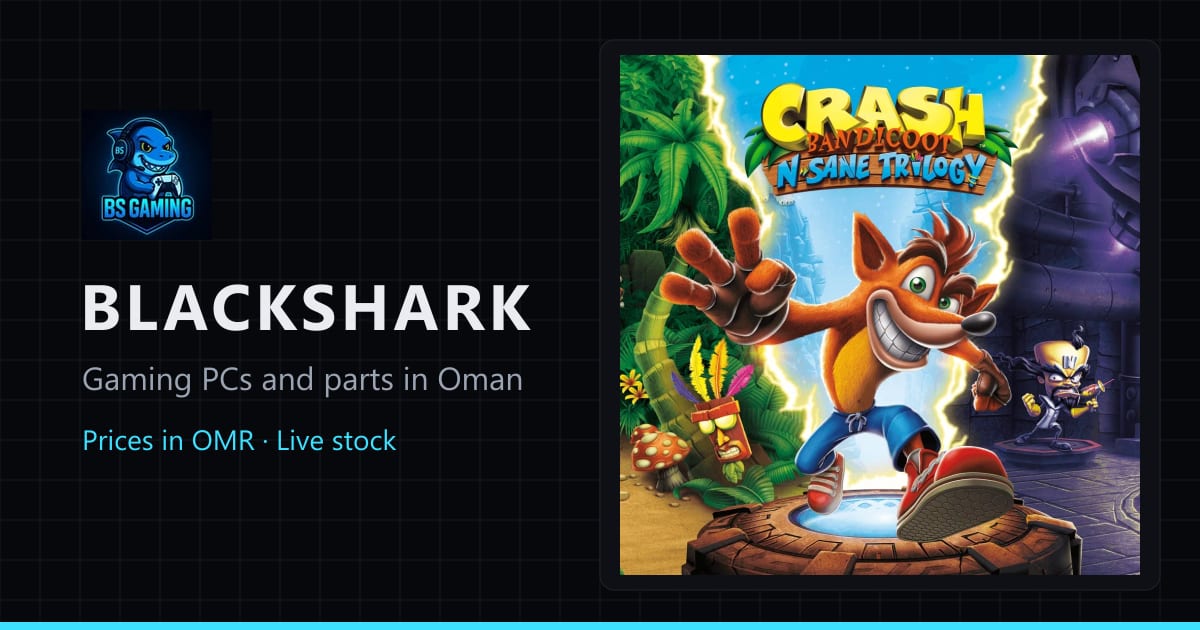 BS
BS GAMING
BLACKSHARK
Gaming PCs and parts in Oman
Prices in OMR · Live stock
CRASH
BANDICOOT
N·SANE TRILOGY
TM
N